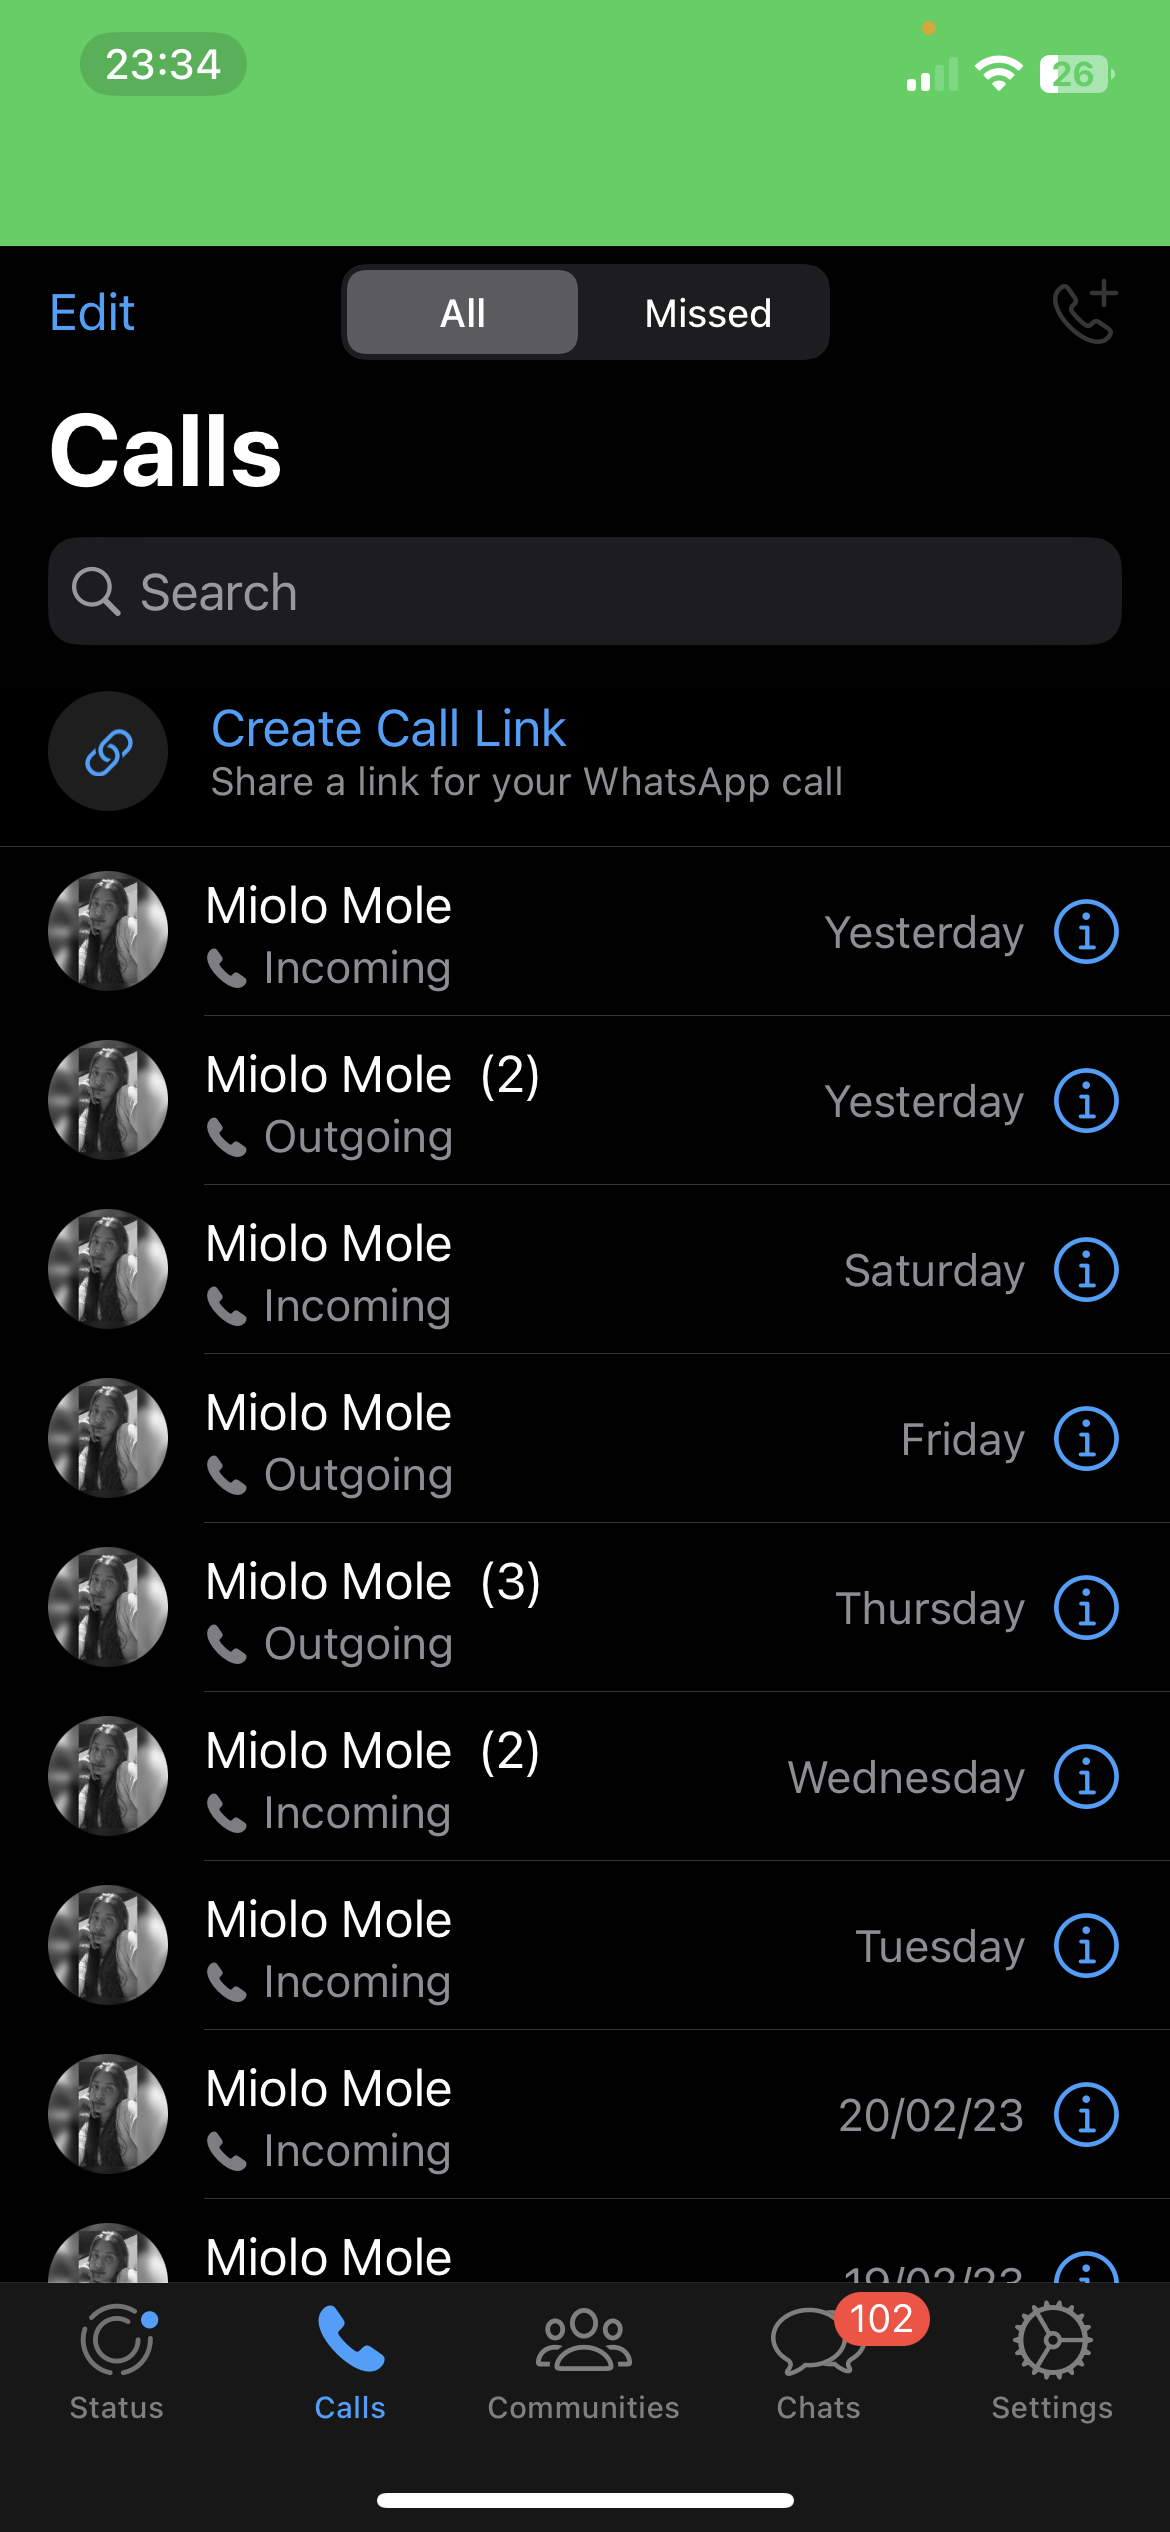 23:34
26
Edit
All
Missed
Calls
Search
Create Call Link
Share a link for your WhatsApp call
Miolo Mole
Incoming
Yesterday
Miolo Mole (2)
Outgoing
Yesterday
Miolo Mole
Incoming
Saturday
Miolo Mole
Outgoing
Friday
Miolo Mole (3)
Outgoing
Thursday
Miolo Mole (2)
Incoming
Wednesday
Miolo Mole
Incoming
Tuesday
Miolo Mole
Incoming
20/02/23
Miolo Mole
19/02/23
102
Status
Calls
Communities
Chats
Settings